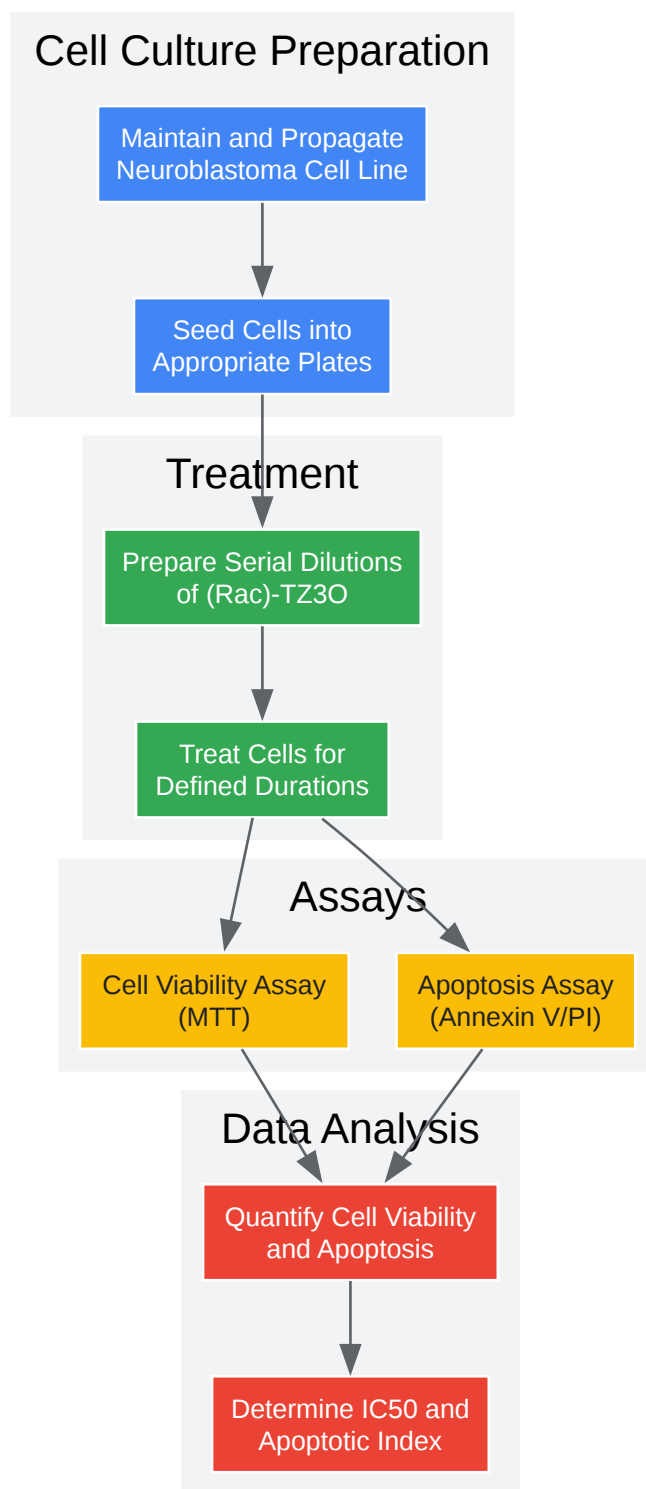 Cell Culture Preparation
Maintain and Propagate
Neuroblastoma Cell Line
Seed Cells into
Appropriate Plates
Treatment
Prepare Serial Dilutions
of (Rac)-TZ3O
Treat Cells for
Defined Durations
Assays
Cell Viability Assay
(MTT)
Apoptosis Assay
(Annexin V/PI)
Data Analysis
Quantify Cell Viability
and Apoptosis
Determine IC50 and
Apoptotic Index